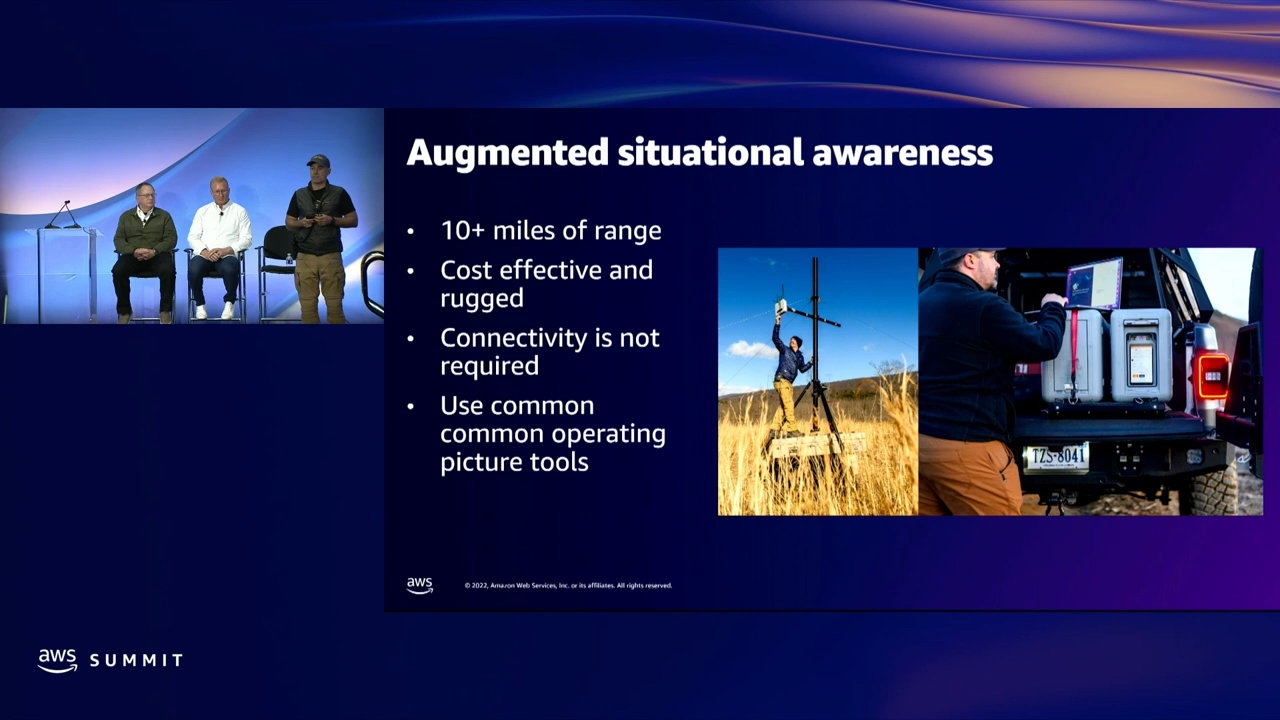 Augmented situational awareness
• 10+ miles of range
• Cost effective and
rugged
• Connectivity is not
required
• Use common
common operating
picture tools
TZS-8041
aws
© 2022, Amazon Web Services, Inc. or its affiliates. All rights reserved.
aws SUMMIT